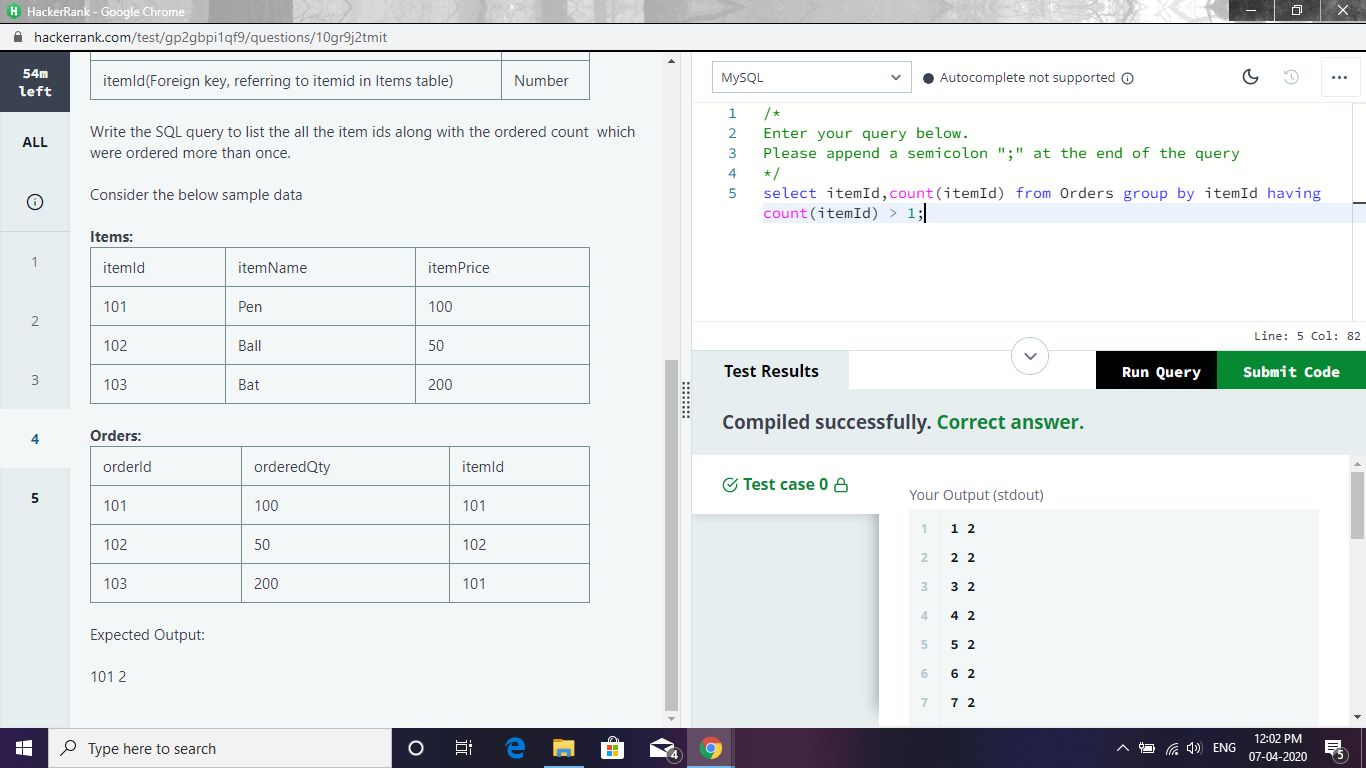 HackerRank - Google Chrome
hackerrank.com/test/gp2gbpi1qf9/questions/10gr9j2tmit
54m
left
ALL
1
2
3
4
5
itemId(Foreign key, referring to itemid in Items table) Number
Write the SQL query to list the all the item ids along with the ordered count which
were ordered more than once.
Consider the below sample data
Items:
itemId itemName itemPrice
101 Pen 100
102 Ball 50
103 Bat 200
Orders:
orderId orderedQty itemId
101 100 101
102 50 102
103 200 101
Expected Output:
101 2
MySQL
Autocomplete not supported
1 /*
2 Enter your query below.
3 Please append a semicolon ";" at the end of the query
4 */
5 select itemId,count(itemId) from Orders group by itemId having
count(itemId) > 1;
Line: 5 Col: 82
Test Results
Run Query
Submit Code
Compiled successfully. Correct answer.
Test case 0
Your Output (stdout)
1 1 2
2 2 2
3 3 2
4 4 2
5 5 2
6 6 2
7 7 2
Type here to search
4
ENG
12:02 PM
07-04-2020
5